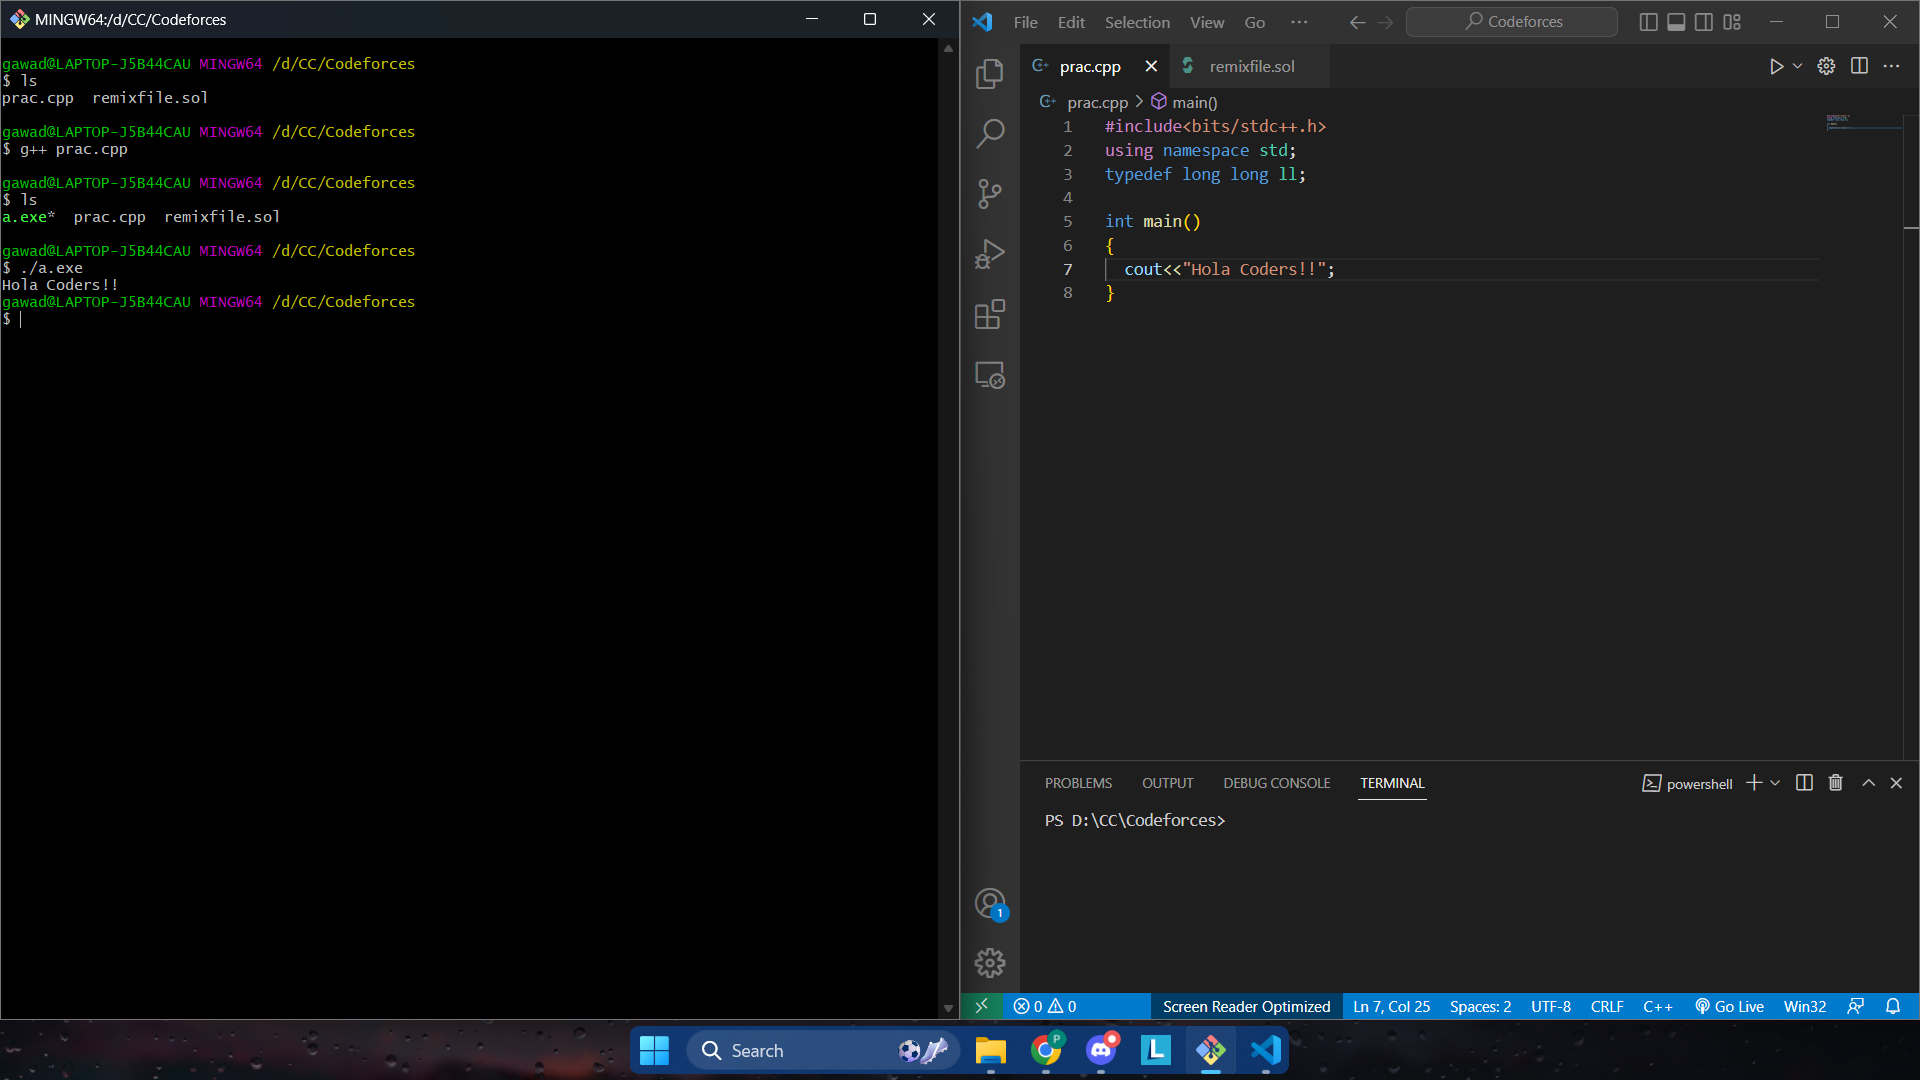 MINGW64:/d/CC/Codeforces
gawad@LAPTOP-J5B44CAU MINGW64 /d/CC/Codeforces
$ ls
prac.cpp  remixfile.sol
gawad@LAPTOP-J5B44CAU MINGW64 /d/CC/Codeforces
$ g++ prac.cpp
gawad@LAPTOP-J5B44CAU MINGW64 /d/CC/Codeforces
$ ls
a.exe*  prac.cpp  remixfile.sol
gawad@LAPTOP-J5B44CAU MINGW64 /d/CC/Codeforces
$ ./a.exe
Hola Coders!!
gawad@LAPTOP-J5B44CAU MINGW64 /d/CC/Codeforces
$
File Edit Selection View Go ··· Codeforces
prac.cpp remixfile.sol
prac.cpp > main()
1 #include<bits/stdc++.h>
2 using namespace std;
3 typedef long long ll;
4
5 int main()
6 {
7   cout<<"Hola Coders!!";
8 }
PROBLEMS OUTPUT DEBUG CONSOLE TERMINAL powershell
PS D:\CC\Codeforces>
1
0 0 Screen Reader Optimized Ln 7, Col 25 Spaces: 2 UTF-8 CRLF C++ Go Live Win32
Search P L